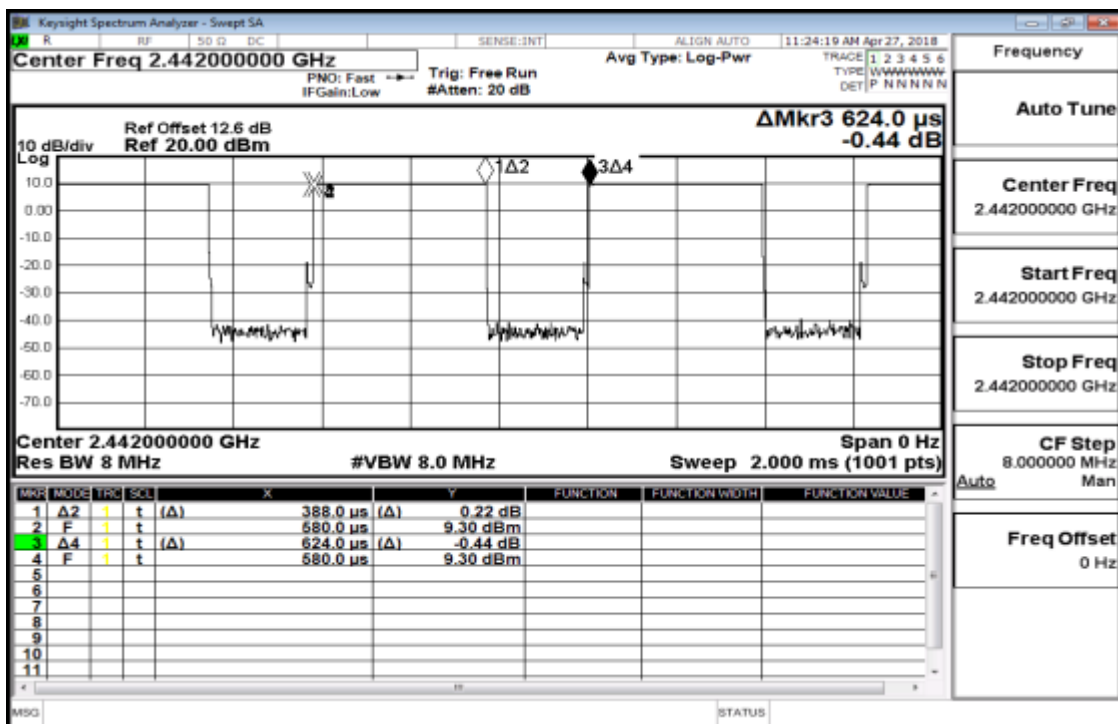 Keysight Spectrum Analyzer - Swept SA
R RF 50 Ω DC SENSE:INT ALIGN AUTO 11:24:19 AM Apr 27, 2018
Center Freq 2.442000000 GHz
PNO: Fast
IFGain:Low
Trig: Free Run
#Atten: 20 dB
Avg Type: Log-Pwr
TRACE 1 2 3 4 5 6
TYPE WWWWWW
DET P N N N N N
ΔMkr3 624.0 µs
-0.44 dB
Ref Offset 12.6 dB
10 dB/div Ref 20.00 dBm
Log
1Δ2
3Δ4
10.0
0.00
-10.0
-20.0
-30.0
-40.0
-50.0
-60.0
-70.0
Center 2.442000000 GHz Span 0 Hz
Res BW 8 MHz #VBW 8.0 MHz Sweep 2.000 ms (1001 pts)
MKR MODE TRC SCL X Y FUNCTION FUNCTION WIDTH FUNCTION VALUE
1 Δ2 1 t (Δ) 388.0 µs (Δ) 0.22 dB
2 F 1 t 580.0 µs 9.30 dBm
3 Δ4 1 t (Δ) 624.0 µs (Δ) -0.44 dB
4 F 1 t 580.0 µs 9.30 dBm
5
6
7
8
9
10
11
MSG STATUS
Frequency
Auto Tune
Center Freq
2.442000000 GHz
Start Freq
2.442000000 GHz
Stop Freq
2.442000000 GHz
CF Step
8.000000 MHz
Auto Man
Freq Offset
0 Hz